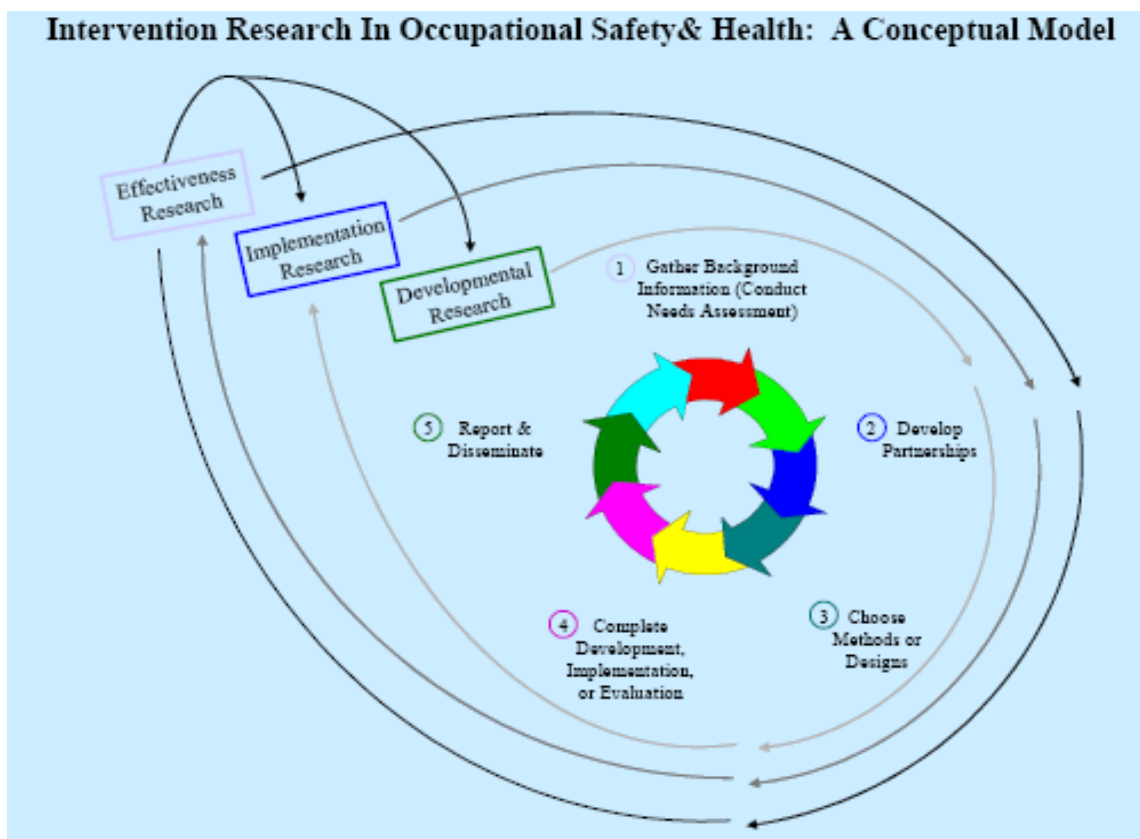 Intervention Research In Occupational Safety& Health: A Conceptual Model
Effectiveness
Research
Implementation
Research
Developmental
Research
1 Gather Background
Information (Conduct
Needs Assessment)
2 Develop
Partnerships
3 Choose
Methods or
Designs
4 Complete
Development,
Implementation,
or Evaluation
5 Report &
Disseminate